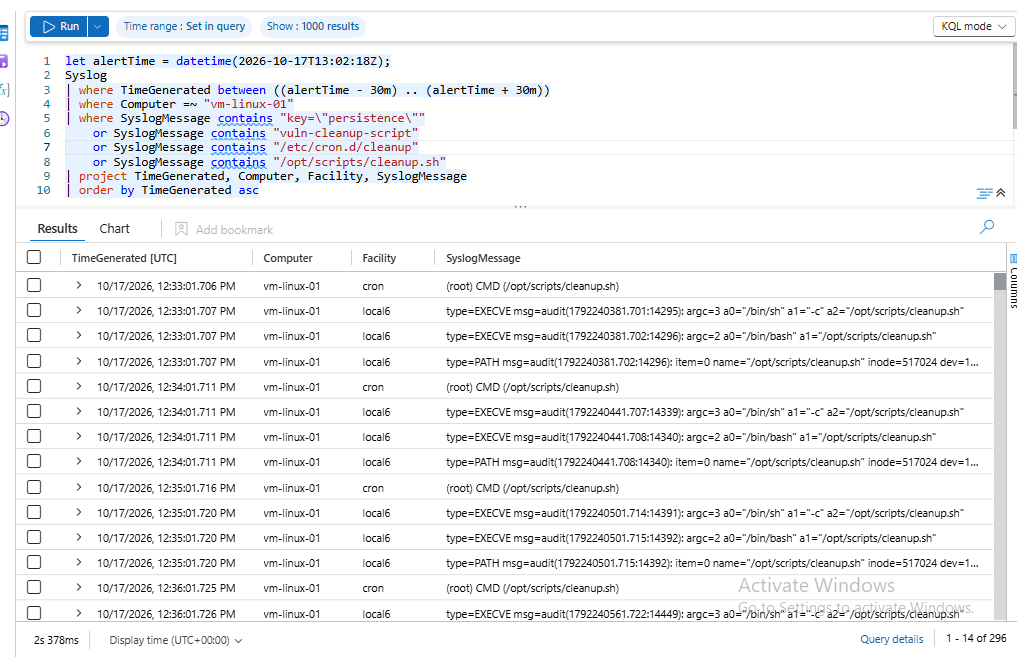 Run
Time range : Set in query
Show : 1000 results
KQL mode
1 let alertTime = datetime(2026-10-17T13:02:18Z);
2 Syslog
3 | where TimeGenerated between ((alertTime - 30m) .. (alertTime + 30m))
4 | where Computer =~ "vm-linux-01"
5 | where SyslogMessage contains "key=\"persistence\""
6 or SyslogMessage contains "vuln-cleanup-script"
7 or SyslogMessage contains "/etc/cron.d/cleanup"
8 or SyslogMessage contains "/opt/scripts/cleanup.sh"
9 | project TimeGenerated, Computer, Facility, SyslogMessage
10 | order by TimeGenerated asc
Results Chart Add bookmark
TimeGenerated [UTC] Computer Facility SyslogMessage
Columns
10/17/2026, 12:33:01.706 PM vm-linux-01 cron (root) CMD (/opt/scripts/cleanup.sh)
10/17/2026, 12:33:01.707 PM vm-linux-01 local6 type=EXECVE msg=audit(1792240381.701:14295): argc=3 a0="/bin/sh" a1="-c" a2="/opt/scripts/cleanup.sh"
10/17/2026, 12:33:01.707 PM vm-linux-01 local6 type=EXECVE msg=audit(1792240381.702:14296): argc=2 a0="/bin/bash" a1="/opt/scripts/cleanup.sh"
10/17/2026, 12:33:01.707 PM vm-linux-01 local6 type=PATH msg=audit(1792240381.702:14296): item=0 name="/opt/scripts/cleanup.sh" inode=517024 dev=1...
10/17/2026, 12:34:01.711 PM vm-linux-01 cron (root) CMD (/opt/scripts/cleanup.sh)
10/17/2026, 12:34:01.711 PM vm-linux-01 local6 type=EXECVE msg=audit(1792240441.707:14339): argc=3 a0="/bin/sh" a1="-c" a2="/opt/scripts/cleanup.sh"
10/17/2026, 12:34:01.711 PM vm-linux-01 local6 type=EXECVE msg=audit(1792240441.708:14340): argc=2 a0="/bin/bash" a1="/opt/scripts/cleanup.sh"
10/17/2026, 12:34:01.711 PM vm-linux-01 local6 type=PATH msg=audit(1792240441.708:14340): item=0 name="/opt/scripts/cleanup.sh" inode=517024 dev=1...
10/17/2026, 12:35:01.716 PM vm-linux-01 cron (root) CMD (/opt/scripts/cleanup.sh)
10/17/2026, 12:35:01.720 PM vm-linux-01 local6 type=EXECVE msg=audit(1792240501.714:14391): argc=3 a0="/bin/sh" a1="-c" a2="/opt/scripts/cleanup.sh"
10/17/2026, 12:35:01.720 PM vm-linux-01 local6 type=EXECVE msg=audit(1792240501.715:14392): argc=2 a0="/bin/bash" a1="/opt/scripts/cleanup.sh"
10/17/2026, 12:35:01.720 PM vm-linux-01 local6 type=PATH msg=audit(1792240501.715:14392): item=0 name="/opt/scripts/cleanup.sh" inode=517024 dev=1...
10/17/2026, 12:36:01.725 PM vm-linux-01 cron (root) CMD (/opt/scripts/cleanup.sh)
10/17/2026, 12:36:01.726 PM vm-linux-01 local6 type=EXECVE msg=audit(1792240561.722:14449): argc=3 a0="/bin/sh" a1="-c" a2="/opt/scripts/cleanup.sh"
Activate Windows
Go to Settings to activate Windows.
2s 378ms Display time (UTC+00:00) Query details 1 - 14 of 296